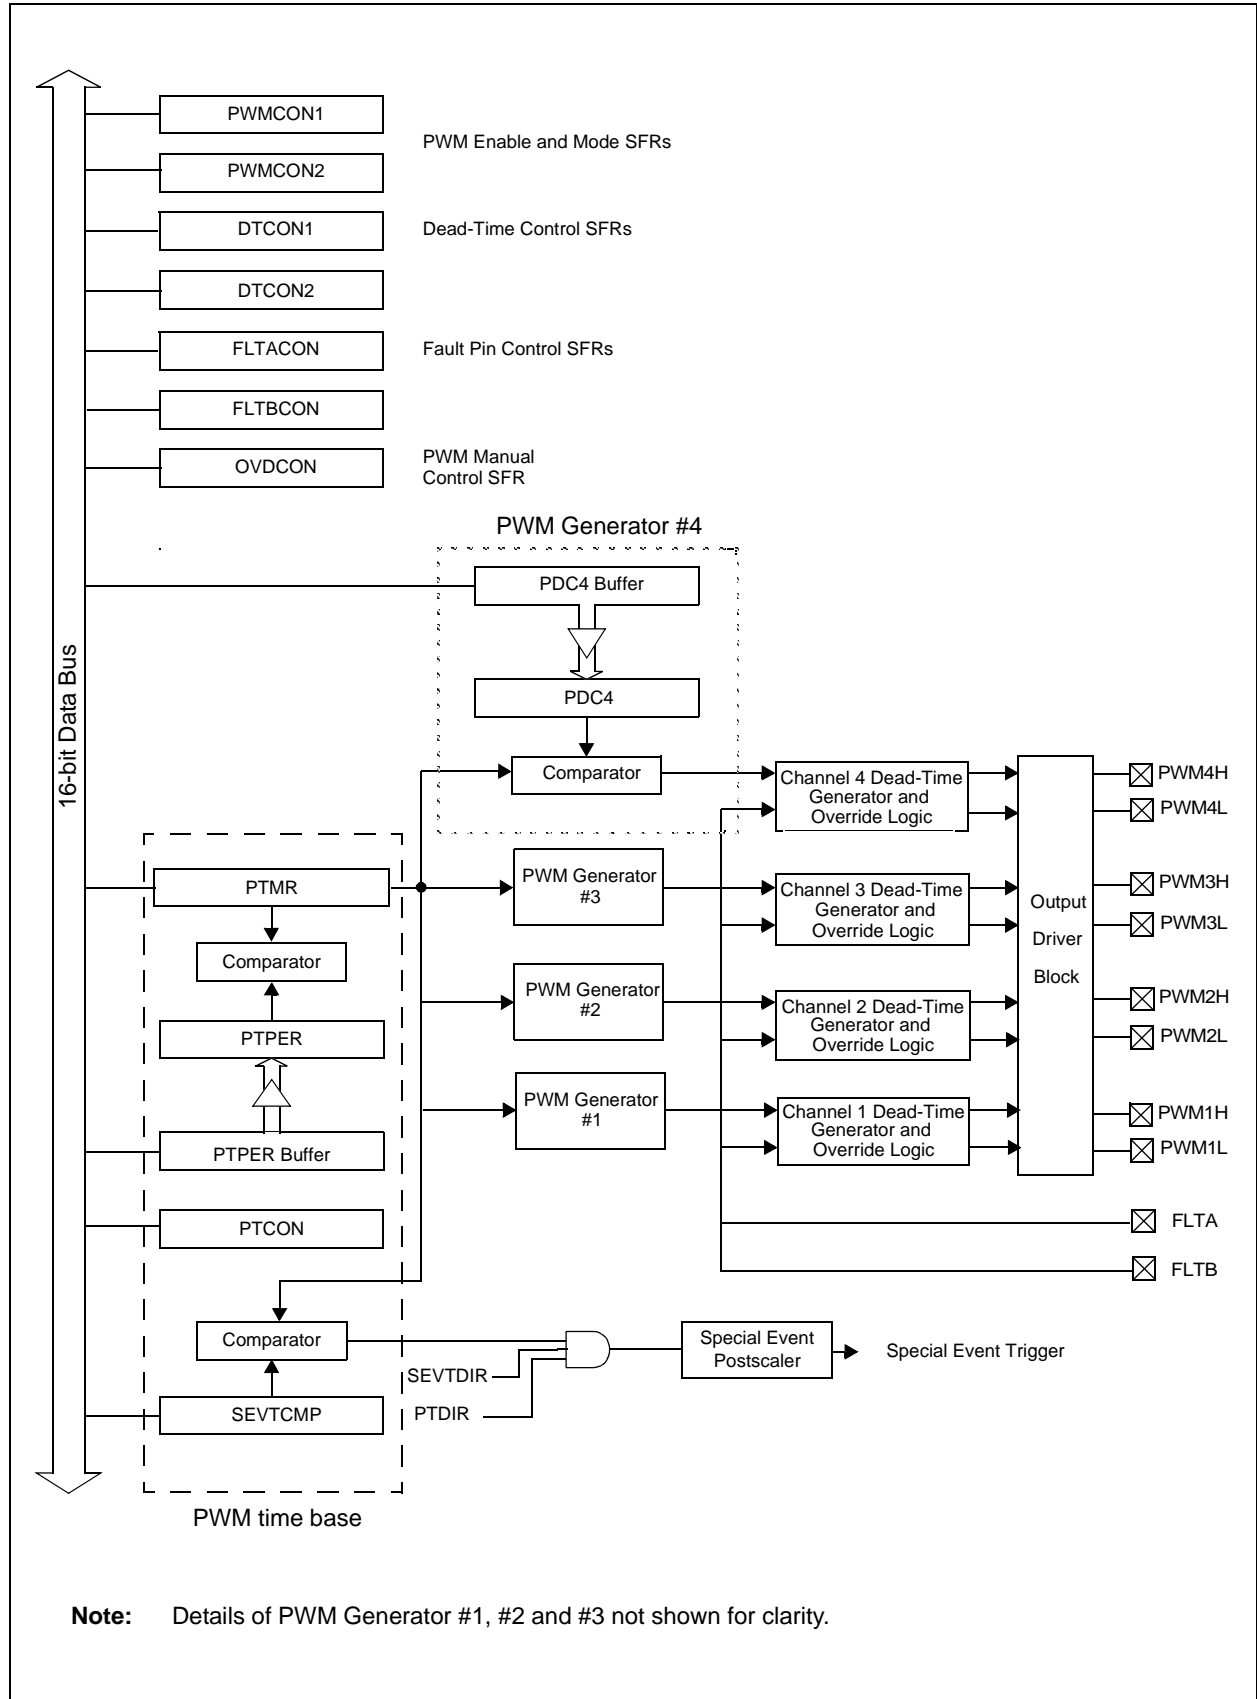 PWMCON1
PWM Enable and Mode SFRs
PWMCON2
DTCON1
Dead-Time Control SFRs
DTCON2
FLTACON
Fault Pin Control SFRs
FLTBCON
OVDCON
PWM Manual
Control SFR
16-bit Data Bus
PWM Generator #4
PDC4 Buffer
PDC4
Comparator
Channel 4 Dead-Time
Generator and
Override Logic
PWM4H
PWM4L
PTMR
Comparator
PTPER
PTPER Buffer
PTCON
Comparator
SEVTCMP
PWM time base
PWM Generator
#3
Channel 3 Dead-Time
Generator and
Override Logic
PWM3H
PWM3L
Output
Driver
Block
PWM Generator
#2
Channel 2 Dead-Time
Generator and
Override Logic
PWM2H
PWM2L
PWM Generator
#1
Channel 1 Dead-Time
Generator and
Override Logic
PWM1H
PWM1L
FLTA
FLTB
SEVTDIR
PTDIR
Special Event
Postscaler
Special Event Trigger
Note: Details of PWM Generator #1, #2 and #3 not shown for clarity.